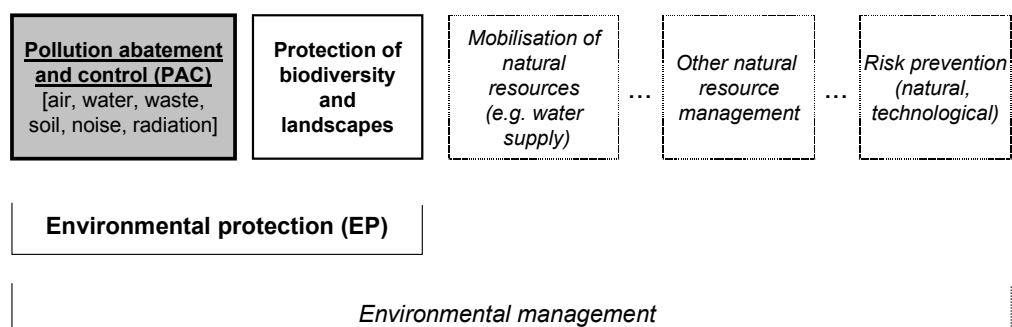 Pollution abatement
and control (PAC)
[air, water, waste,
soil, noise, radiation]
Protection of
biodiversity
and
landscapes
Mobilisation of
natural
resources
(e.g. water
supply)
...
Other natural
resource
management
...
Risk prevention
(natural,
technological)
Environmental protection (EP)
Environmental management